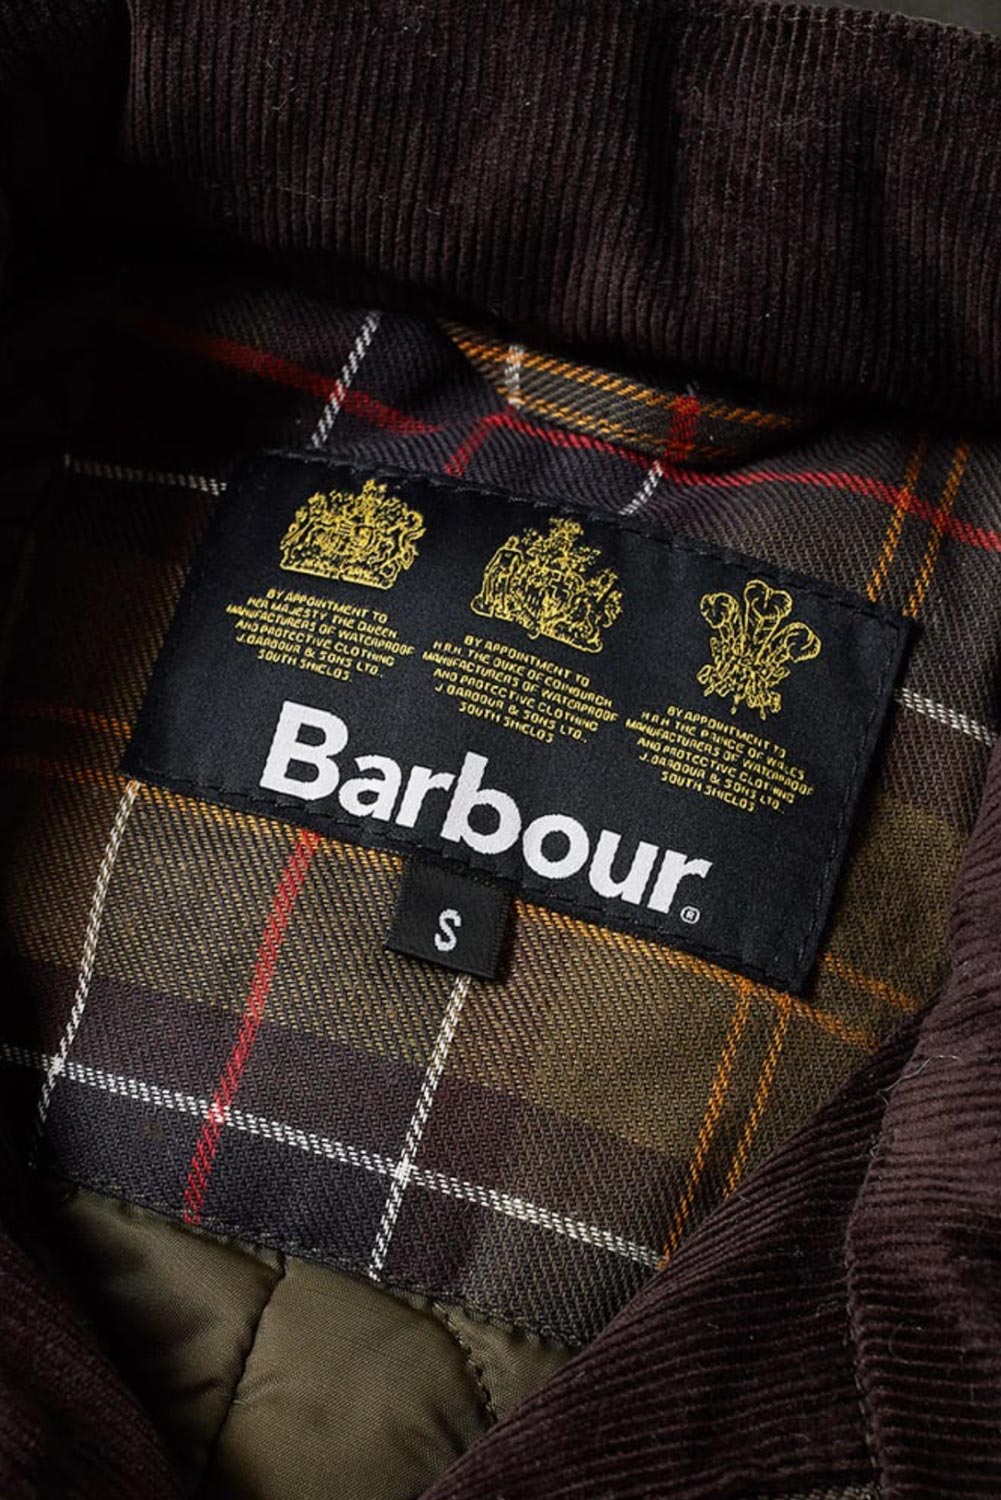 BY APPOINTMENT TO
HER MAJESTY THE QUEEN
MANUFACTURERS OF WATERPROOF
AND PROTECTIVE CLOTHING
J.BARBOUR & SONS LTD.,
SOUTH SHIELDS.
BY APPOINTMENT TO
H.R.H. THE DUKE OF EDINBURGH
MANUFACTURERS OF WATERPROOF
AND PROTECTIVE CLOTHING
J BARBOUR & SONS LTD.,
SOUTH SHIELDS
BY APPOINTMENT TO
H.R.H THE PRINCE OF WALES
MANUFACTURERS OF WATERPROOF
AND PROTECTIVE CLOTHING
J.BARBOUR & SONS LTD,
SOUTH SHIELDS
Barbour®
S